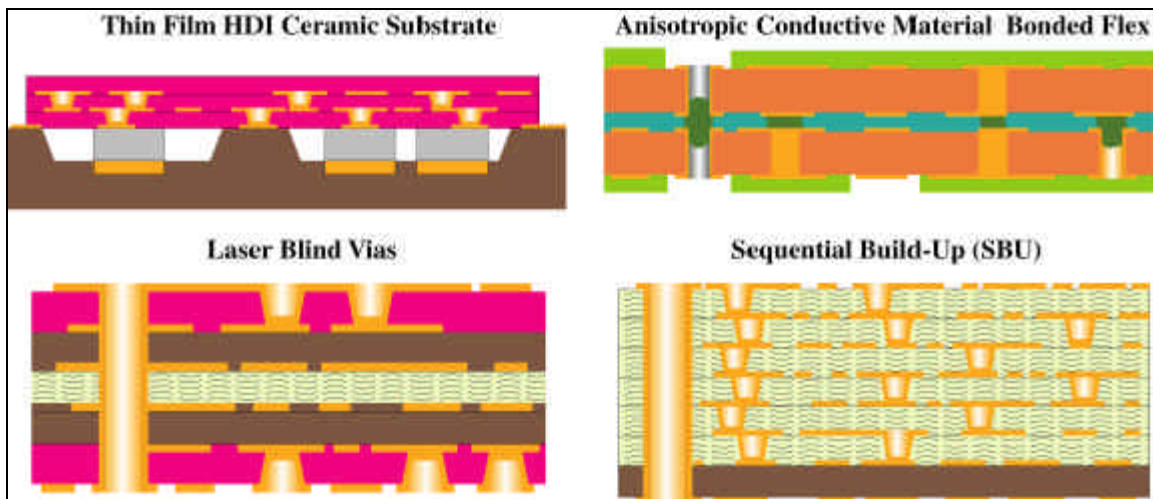 Thin Film HDI Ceramic Substrate
Anisotropic Conductive Material Bonded Flex
Laser Blind Vias
Sequential Build-Up (SBU)